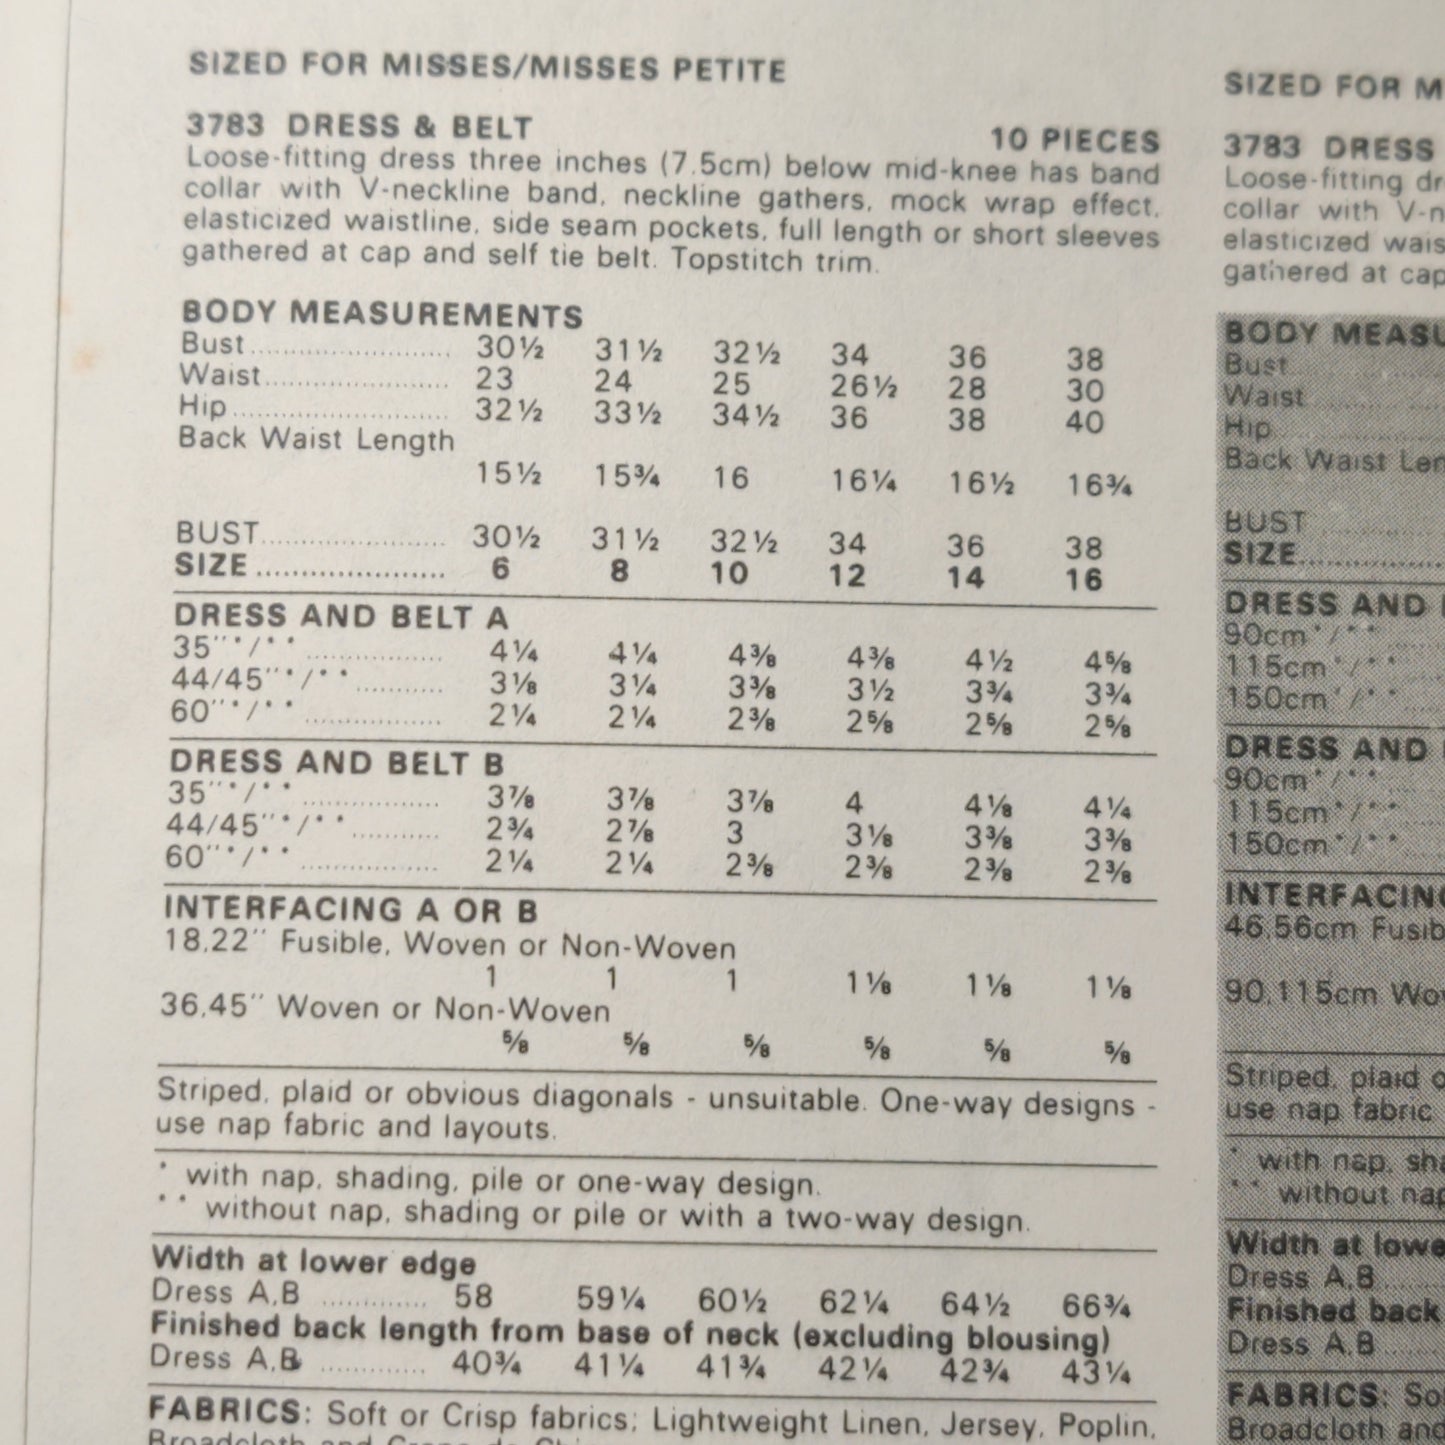 SIZED FOR MISSES/MISSES PETITE
3783 DRESS & BELT 10 PIECES
Loose-fitting dress three inches (7.5cm) below mid-knee has band
collar with V-neckline band, neckline gathers, mock wrap effect,
elasticized waistline, side seam pockets, full length or short sleeves
gathered at cap and self tie belt. Topstitch trim.
BODY MEASUREMENTS
Bust 30½ 31½ 32½ 34 36 38
Waist 23 24 25 26½ 28 30
Hip 32½ 33½ 34½ 36 38 40
Back Waist Length
15½ 15¾ 16 16¼ 16½ 16¾
BUST 30½ 31½ 32½ 34 36 38
SIZE 6 8 10 12 14 16
DRESS AND BELT A
35"*/** 4¼ 4¼ 4⅜ 4⅜ 4½ 4⅝
44/45"*/** 3⅛ 3¼ 3⅜ 3½ 3¾ 3¾
60"*/** 2¼ 2¼ 2⅜ 2⅝ 2⅝ 2⅝
DRESS AND BELT B
35"*/** 3⅞ 3⅞ 3⅞ 4 4⅛ 4¼
44/45"*/** 2¾ 2⅞ 3 3⅛ 3⅜ 3⅜
60"*/** 2¼ 2¼ 2⅜ 2⅜ 2⅜ 2⅜
INTERFACING A OR B
18,22" Fusible, Woven or Non-Woven
1 1 1 1⅛ 1⅛ 1⅛
36,45" Woven or Non-Woven
⅝ ⅝ ⅝ ⅝ ⅝ ⅝
Striped, plaid or obvious diagonals - unsuitable. One-way designs -
use nap fabric and layouts.
* with nap, shading, pile or one-way design.
** without nap, shading or pile or with a two-way design.
Width at lower edge
Dress A,B 58 59¼ 60½ 62¼ 64½ 66¾
Finished back length from base of neck (excluding blousing)
Dress A,B 40¾ 41¼ 41¾ 42¼ 42¾ 43¼
FABRICS: Soft or Crisp fabrics; Lightweight Linen, Jersey, Poplin,
Broadcloth and Crepe de
SIZED FOR
3783 DRESS
Loose-fitting
collar with
elasticized
gathered at
BODY
Bust
Waist
Hip
Back Waist
BUST
SIZE
DRESS AND
90cm*/**
115cm*/**
150cm*/**
DRESS AND
90cm*/**
115cm*/**
150cm*/**
INTERFACING
46,56cm
90,115cm
Striped, plaid
use nap fabric
* with nap,
** without
Width at
Dress A,B
Finished back
Dress A,B
FABRICS:
Broadcloth